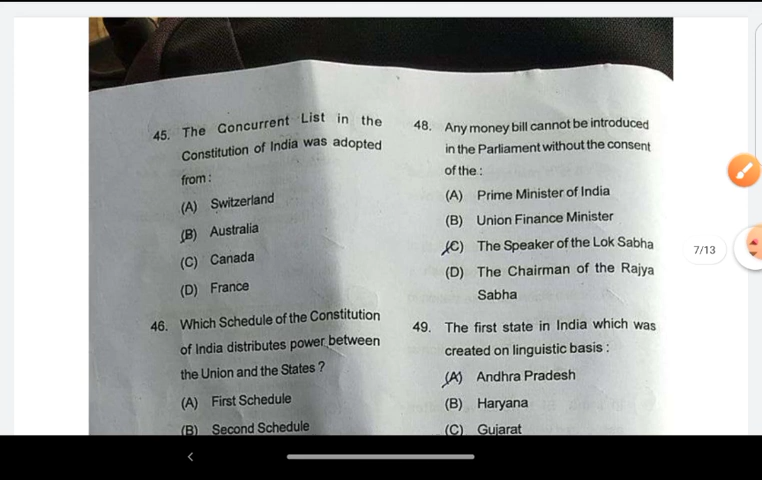 45. The Concurrent List in the
Constitution of India was adopted
from :
(A) Switzerland
(B) Australia
(C) Canada
(D) France
46. Which Schedule of the Constitution
of India distributes power between
the Union and the States ?
(A) First Schedule
(B) Second Schedule
48. Any money bill cannot be introduced
in the Parliament without the consent
of the :
(A) Prime Minister of India
(B) Union Finance Minister
(C) The Speaker of the Lok Sabha
(D) The Chairman of the Rajya
Sabha
49. The first state in India which was
created on linguistic basis :
(A) Andhra Pradesh
(B) Haryana
(C) Gujarat
7/13